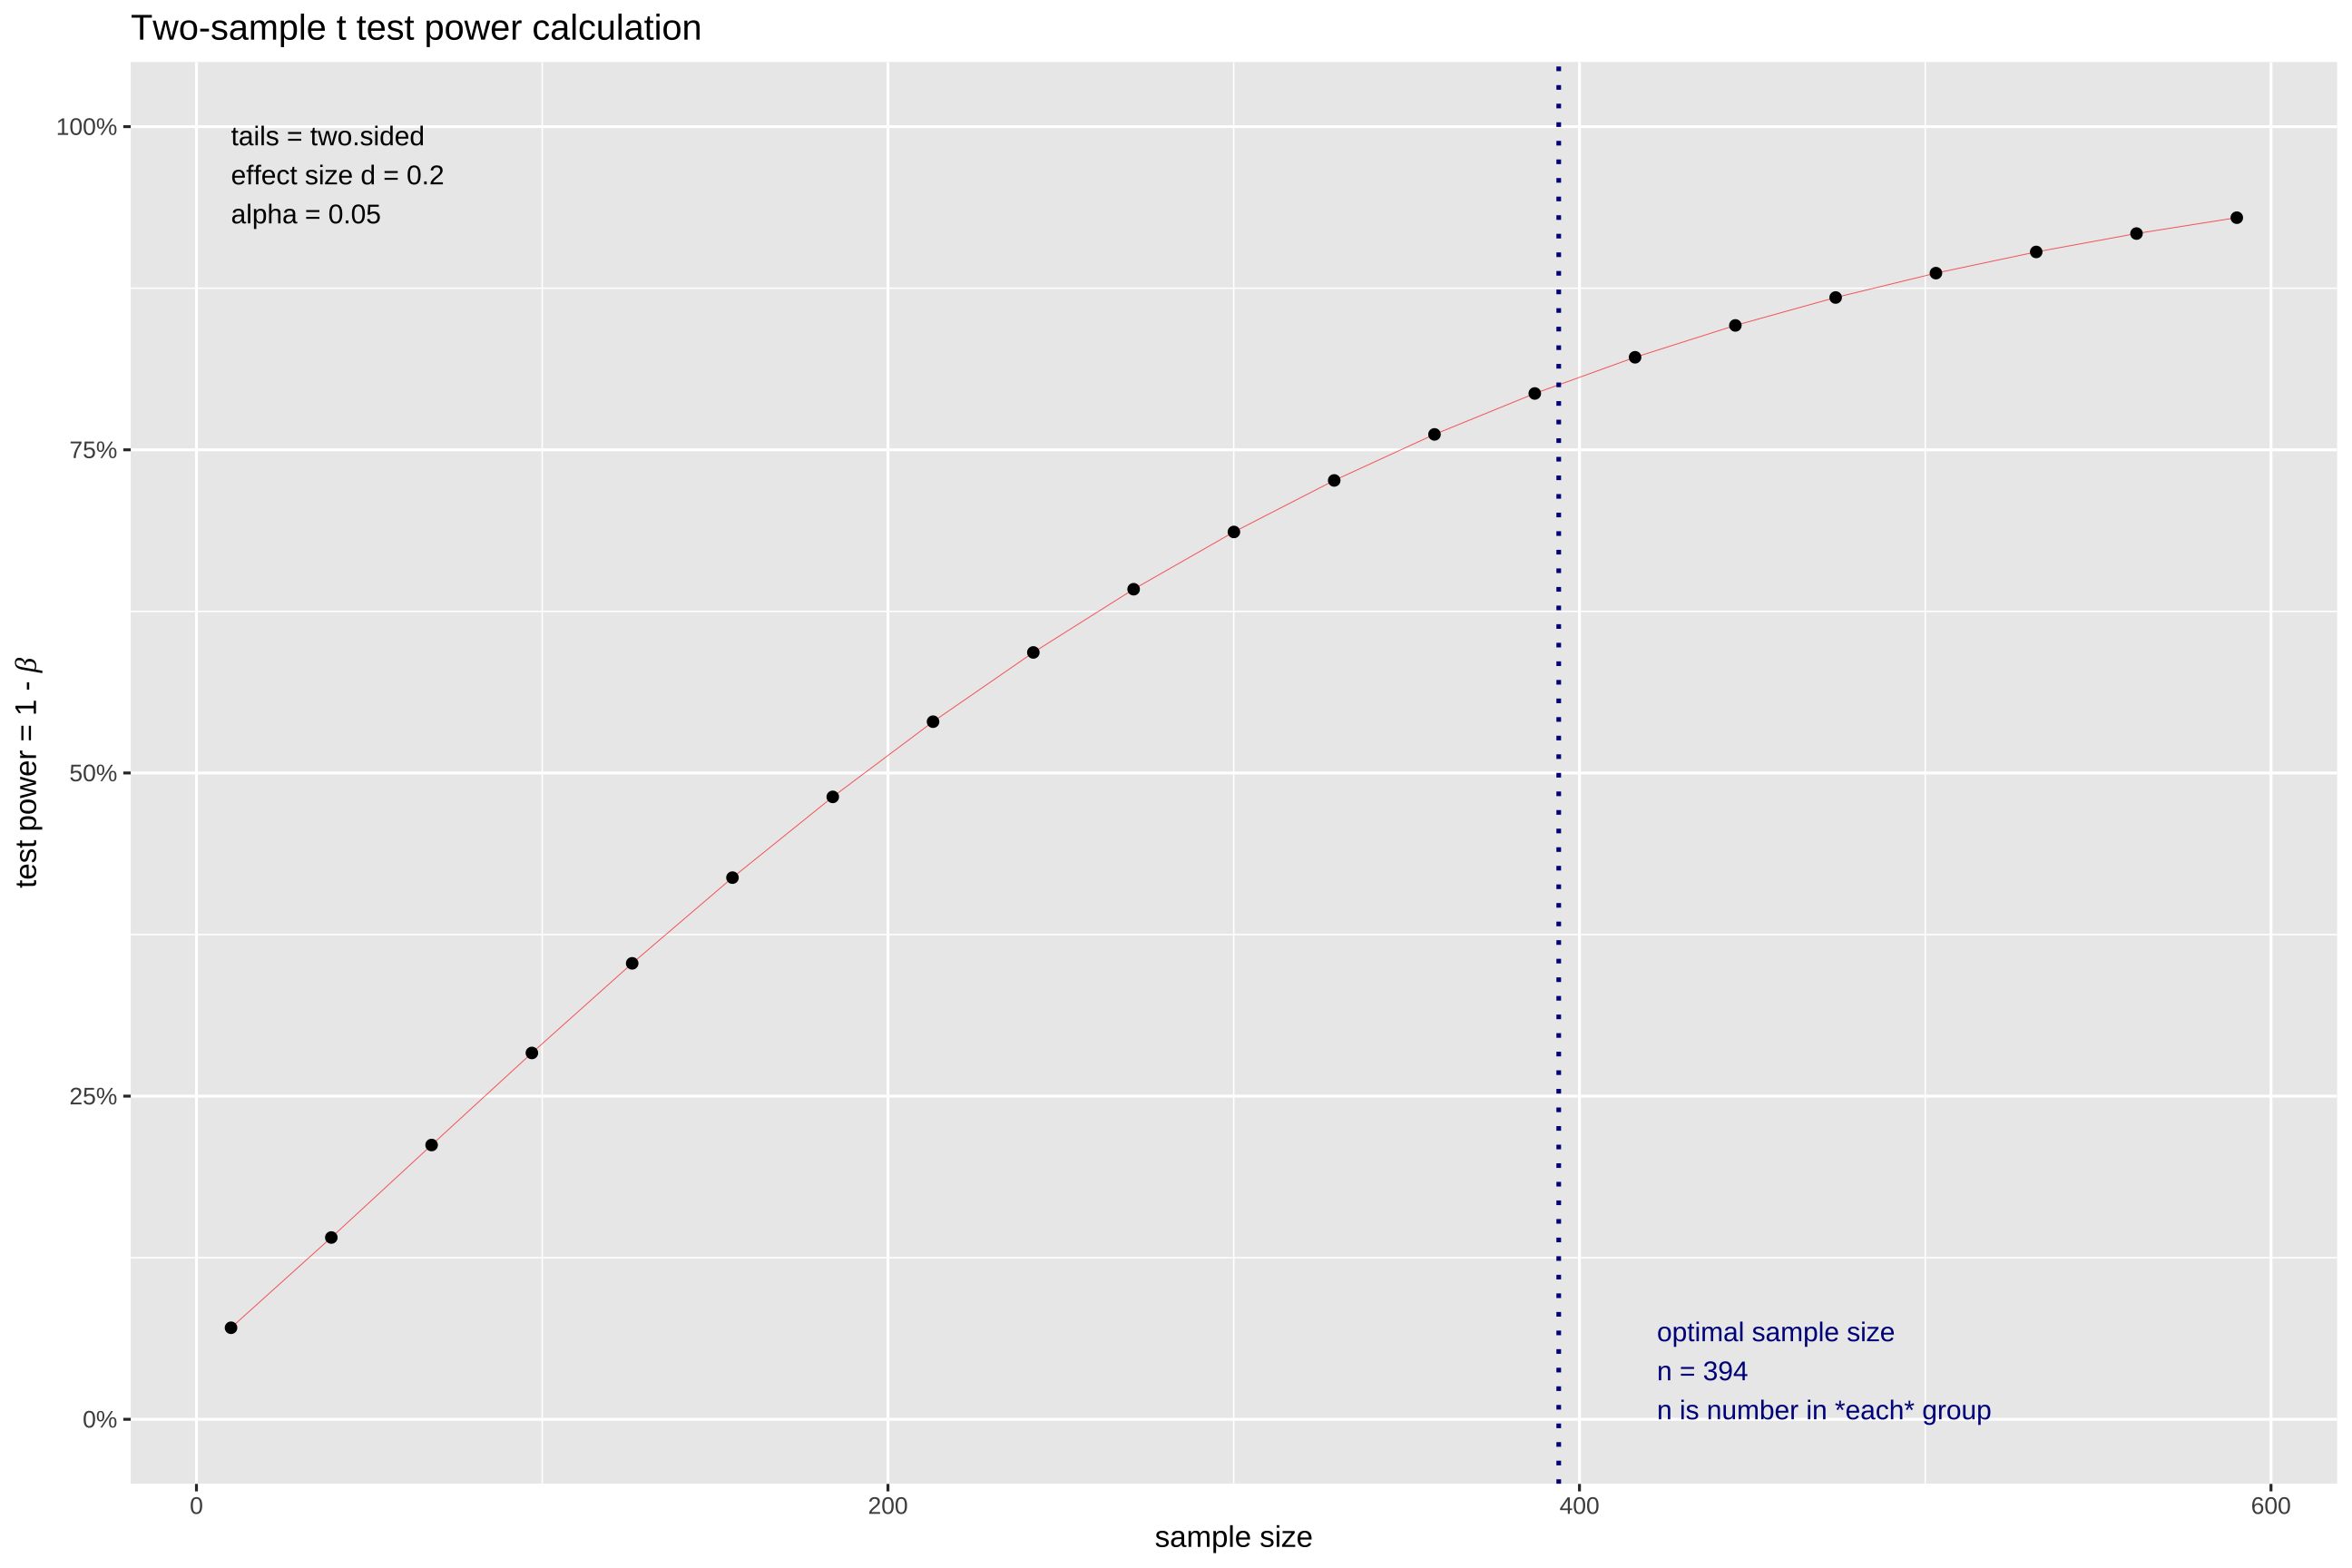 Two-sample t test power calculation
100%
75%
50%
25%
0%
tails = two.sided
effect size d = 0.2
alpha = 0.05
test power = 1 - β
optimal sample size
n = 394
n is number in *each* group
0
200
400
600
sample size